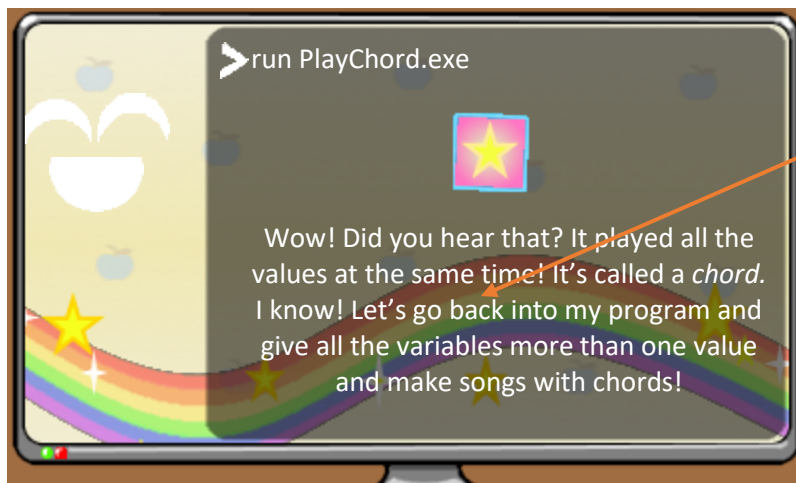 run PlayChord.exe
Wow! Did you hear that? It played all the
values at the same time! It’s called a chord.
I know! Let’s go back into my program and
give all the variables more than one value
and make songs with chords!